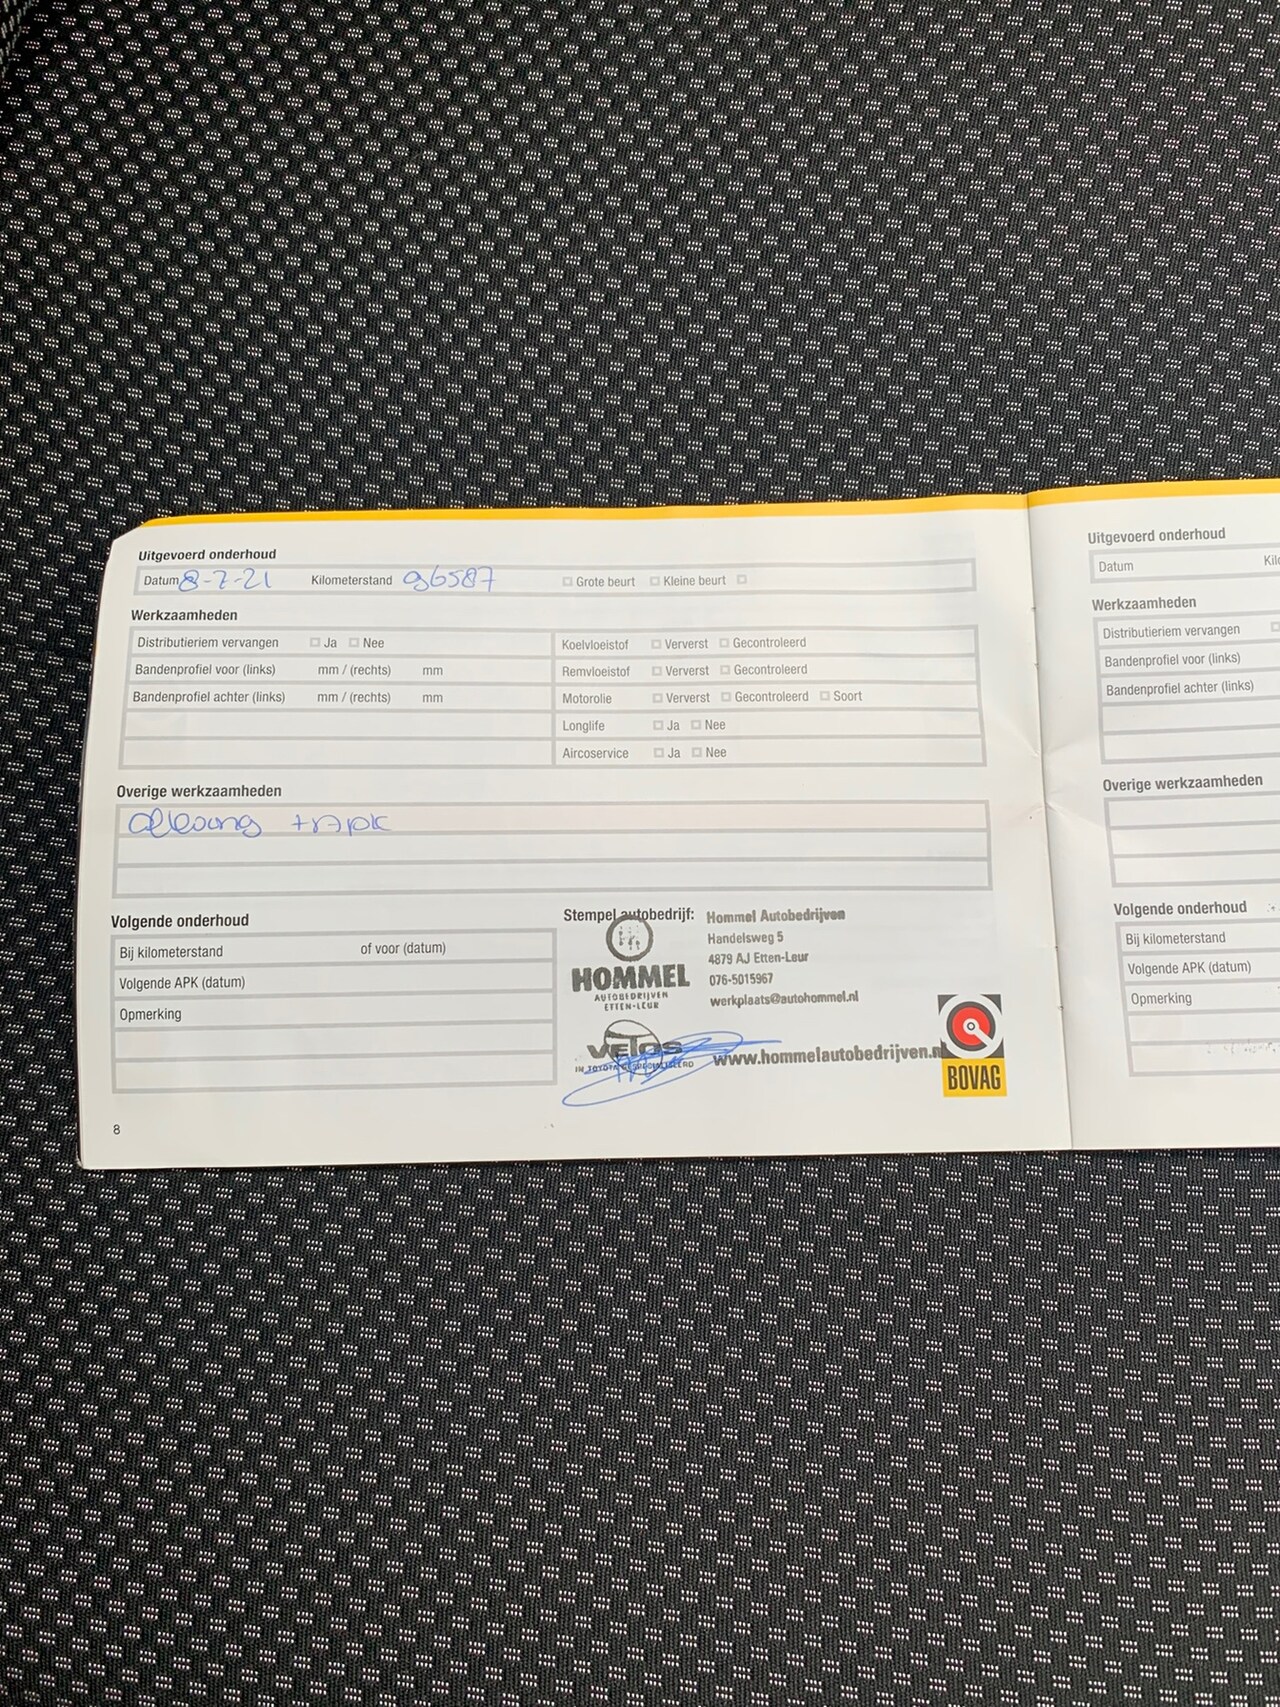 Uitgevoerd onderhoud
Datum 8-7-21 Kilometerstand 96587 Grote beurt Kleine beurt
Werkzaamheden
Distributieriem vervangen Ja Nee
Bandenprofiel voor (links) mm / (rechts) mm
Bandenprofiel achter (links) mm / (rechts) mm
Koelvloeistof Ververst Gecontroleerd
Remvloeistof Ververst Gecontroleerd
Motorolie Ververst Gecontroleerd Soort
Longlife Ja Nee
Aircoservice Ja Nee
Overige werkzaamheden
Volgende onderhoud
Bij kilometerstand of voor (datum)
Volgende APK (datum)
Opmerking
Stempel autobedrijf:
HOMMEL
AUTOBEDRIJVEN
ETTEN-LEUR
Hommel Autobedrijven
Handelsweg 5
4879 AJ Etten-Leur
076-5015967
werkplaats@autohommel.nl
VETOS
IN TOYOTA GESPECIALISEERD
www.hommelautobedrijven.n
BOVAG
8
Uitgevoerd onderhoud
Datum Kilo
Werkzaamheden
Distributieriem vervangen
Bandenprofiel voor (links)
Bandenprofiel achter (links)
Overige werkzaamheden
Volgende onderhoud
Bij kilometerstand
Volgende APK (datum)
Opmerking